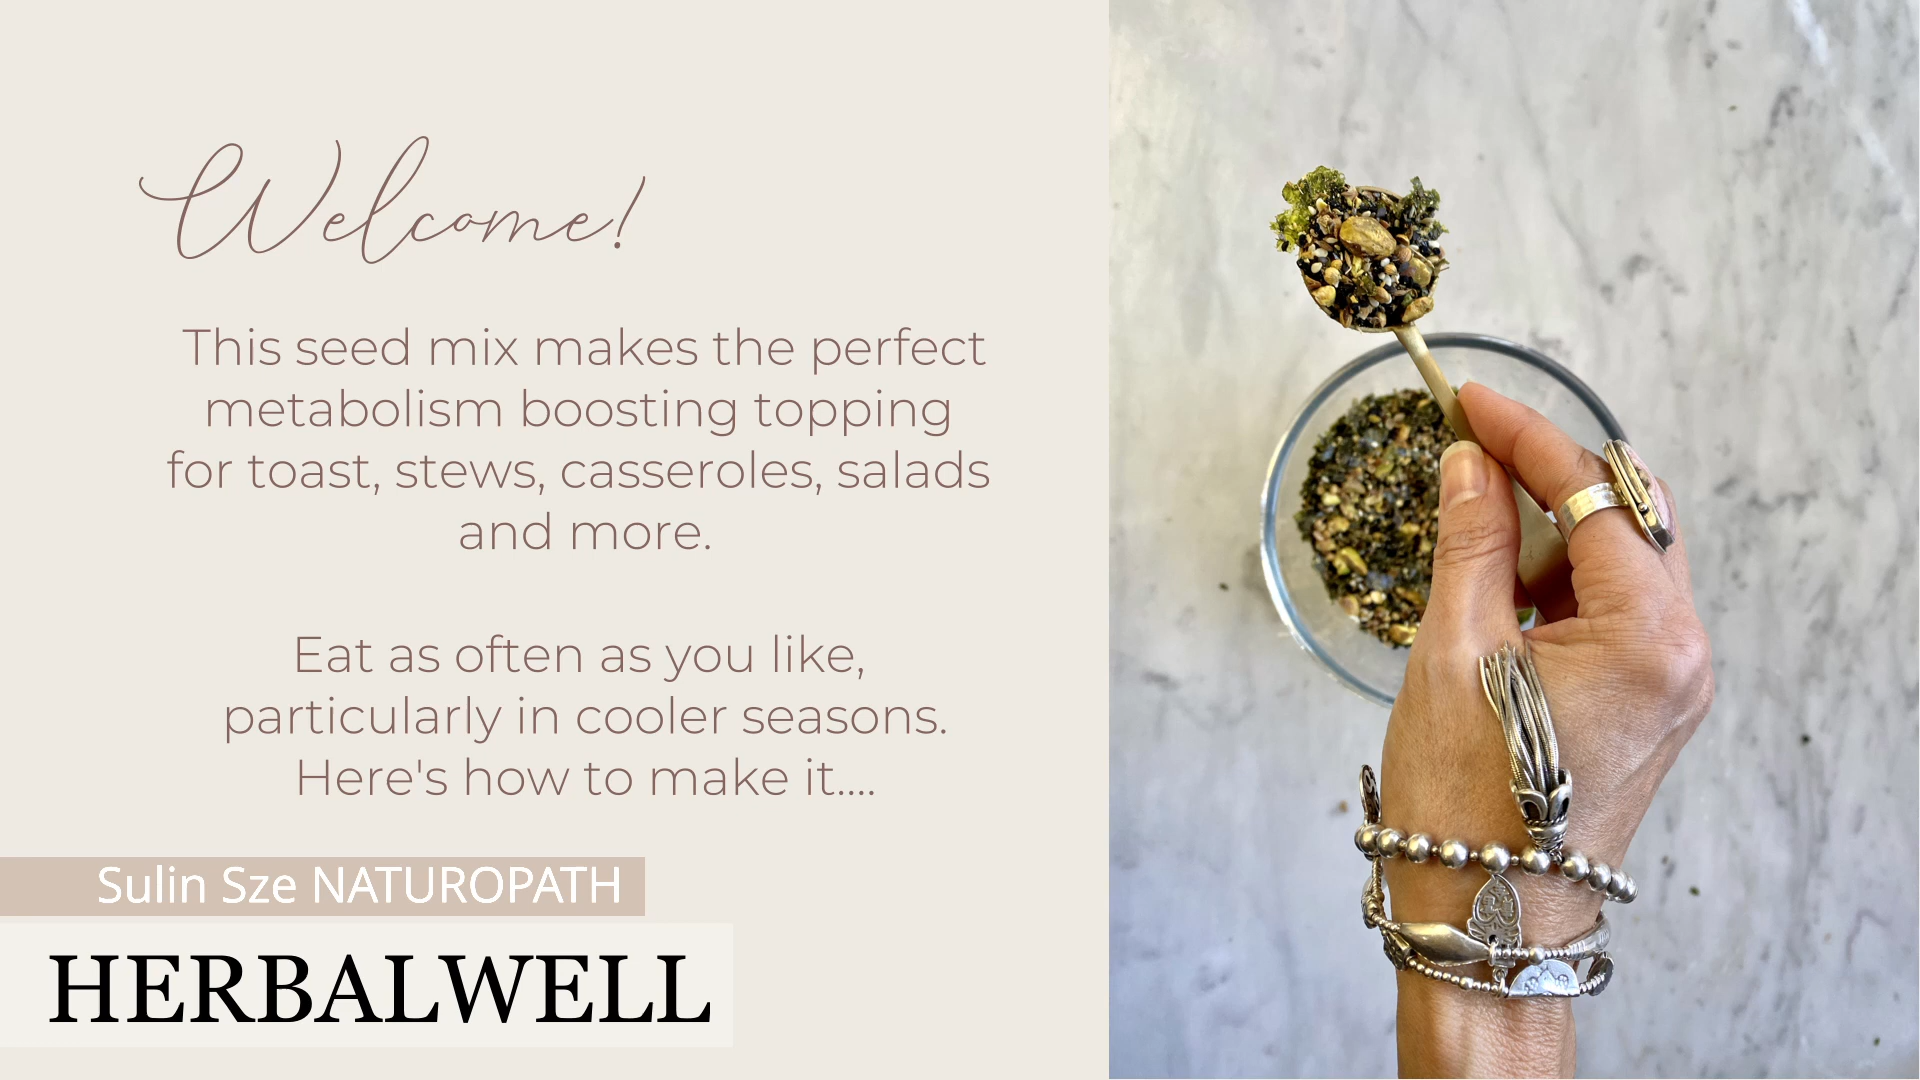 Welcome!
This seed mix makes the perfect
metabolism boosting topping
for toast, stews, casseroles, salads
and more.
Eat as often as you like,
particularly in cooler seasons.
Here's how to make it....
Sulin Sze NATUROPATH
HERBALWELL